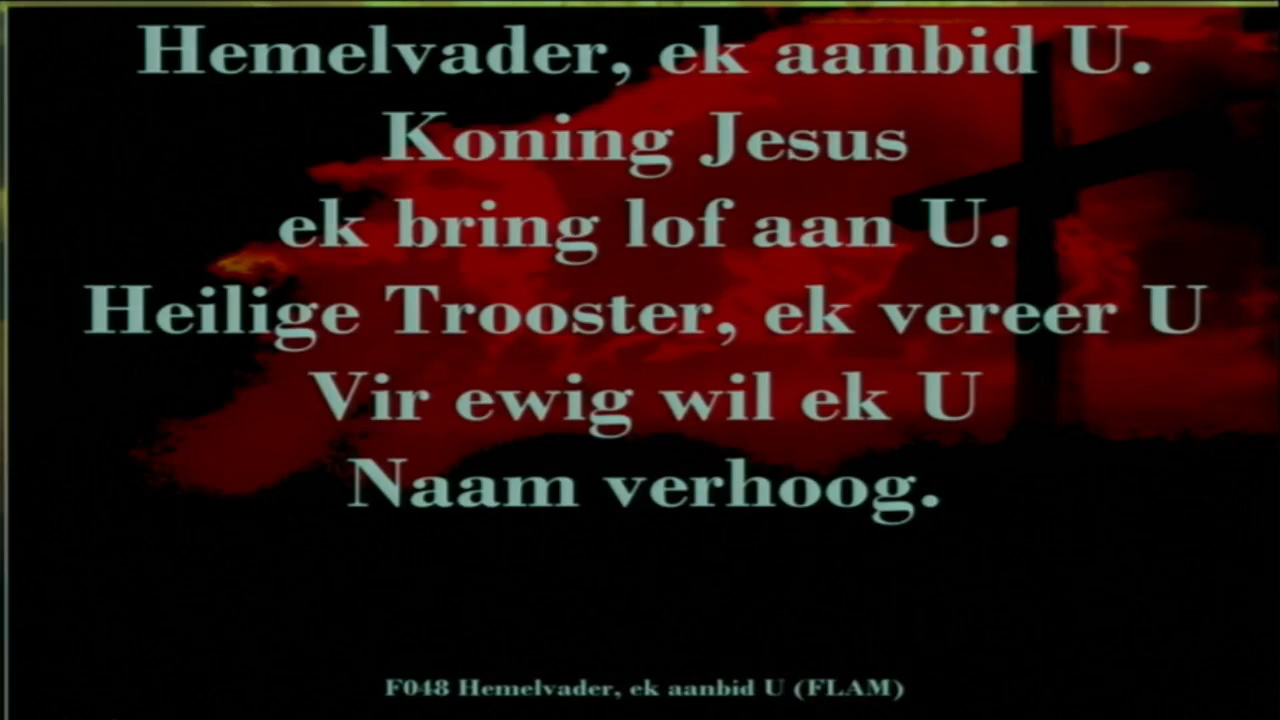 Hemelvader, ek aanbid U.
Koning Jesus
ek bring lof aan U.
Heilige Trooster, ek vereer U
Vir ewig wil ek U
Naam verhoog.
F048 Hemelvader, ek aanbid U (FLAM)